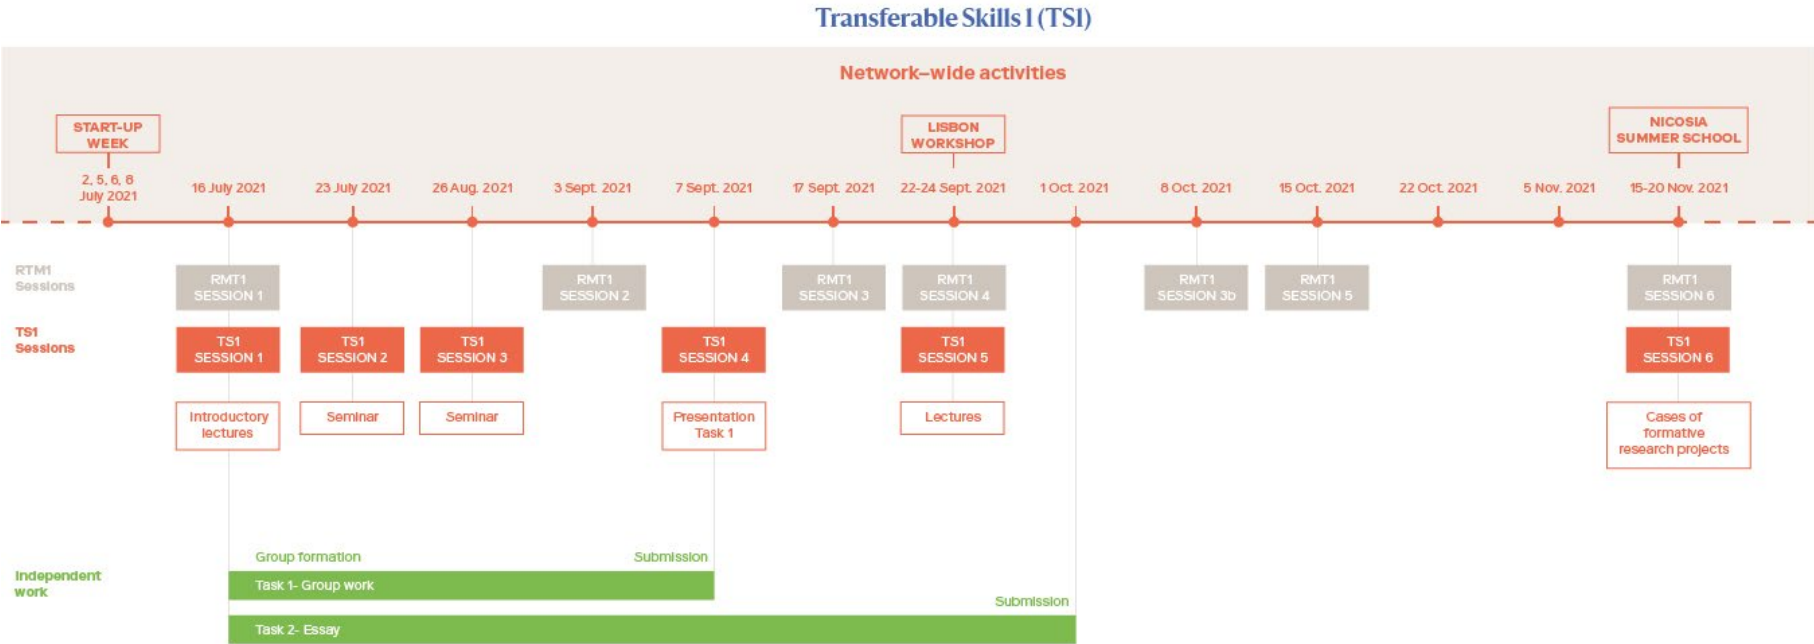 Transferable Skills 1 (TS1)
Network–wide activities
START-UP
WEEK
LISBON
WORKSHOP
NICOSIA
SUMMER SCHOOL
2, 5, 6, 8
July 2021
16 July 2021
23 July 2021
26 Aug. 2021
3 Sept. 2021
7 Sept. 2021
17 Sept. 2021
22-24 Sept. 2021
1 Oct. 2021
8 Oct. 2021
15 Oct. 2021
22 Oct. 2021
5 Nov. 2021
15-20 Nov. 2021
RTM1
Sessions
RMT1
SESSION 1
RMT1
SESSION 2
RMT1
SESSION 3
RMT1
SESSION 4
RMT1
SESSION 3b
RMT1
SESSION 5
RMT1
SESSION 6
TS1
Sessions
TS1
SESSION 1
TS1
SESSION 2
TS1
SESSION 3
TS1
SESSION 4
TS1
SESSION 5
TS1
SESSION 6
Introductory
lectures
Seminar
Seminar
Presentation
Task 1
Lectures
Cases of
formative
research projects
Independent
work
Group formation
Submission
Task 1- Group work
Submission
Task 2- Essay